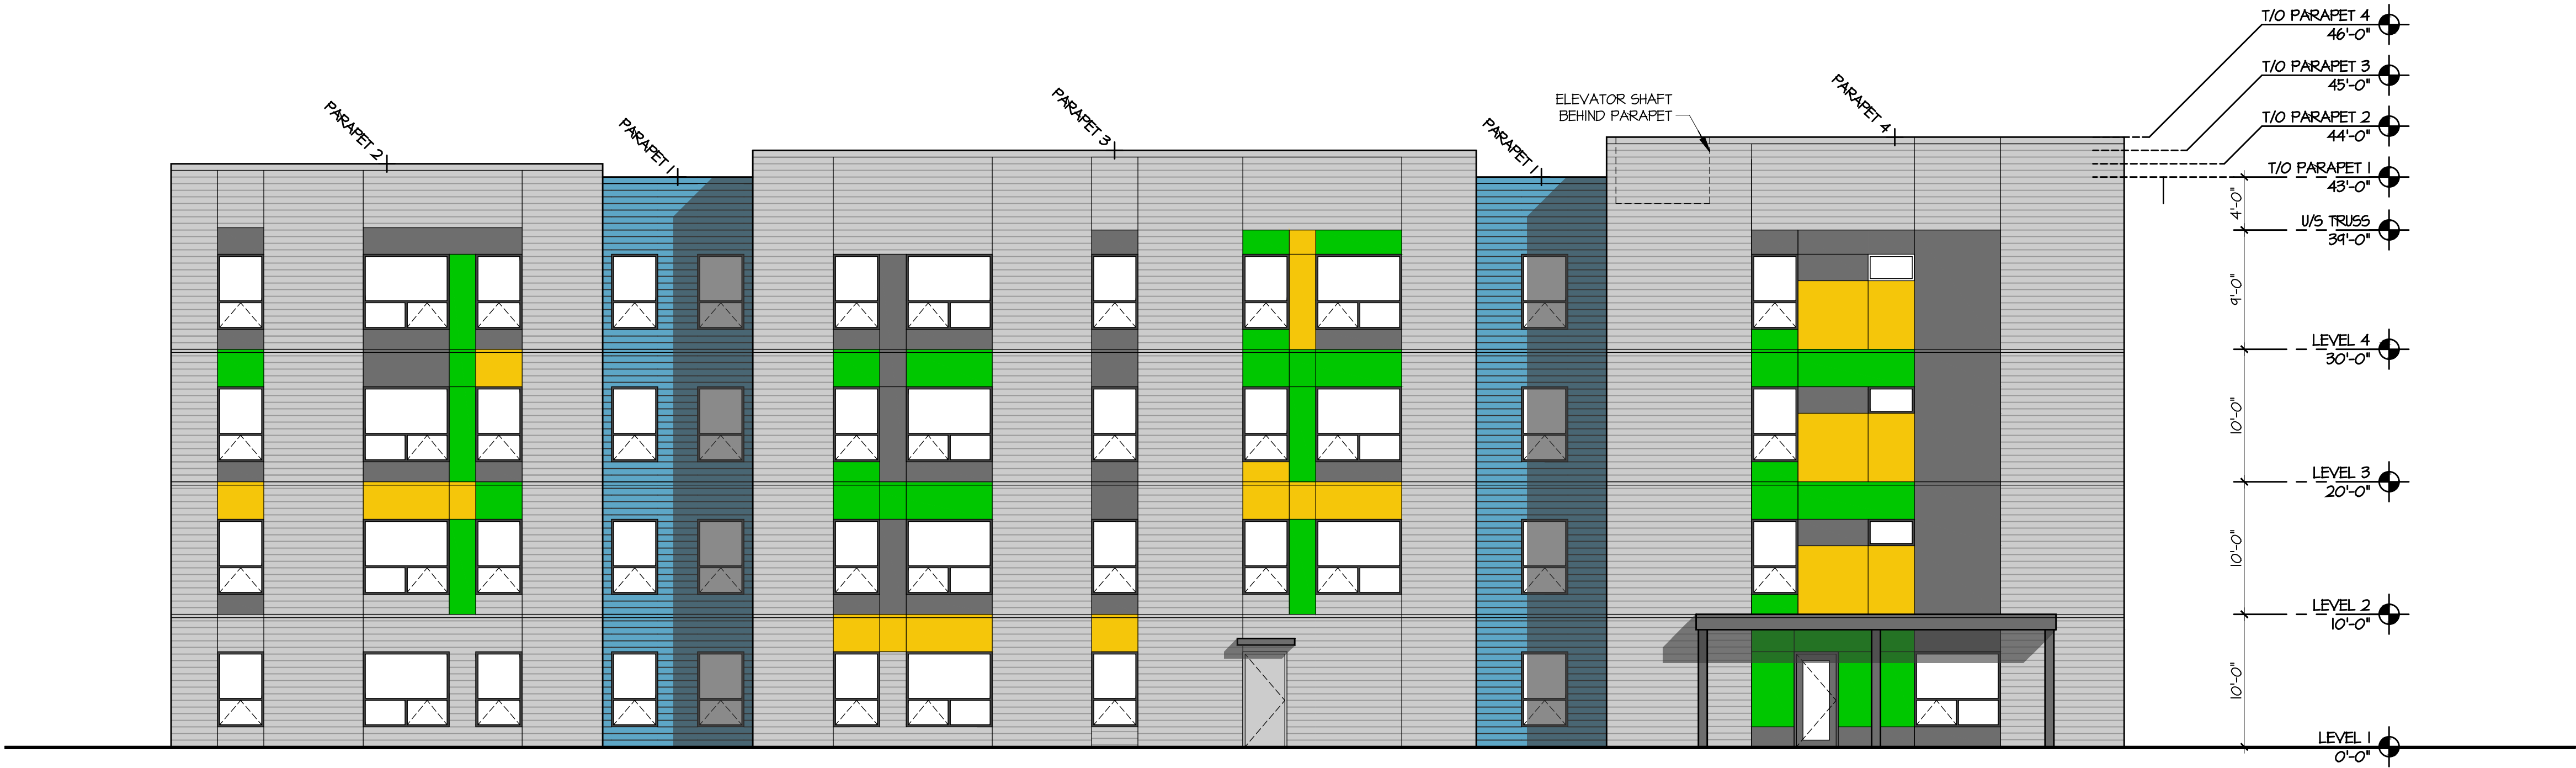 PARAPET 2
PARAPET 1
PARAPET 3
PARAPET 1
ELEVATOR SHAFT
BEHIND PARAPET
PARAPET 4
T/O PARAPET 4
46'-0"
T/O PARAPET 3
45'-0"
T/O PARAPET 2
44'-0"
T/O PARAPET 1
43'-0"
4'-0"
U/S TRUSS
39'-0"
9'-0"
LEVEL 4
30'-0"
10'-0"
LEVEL 3
20'-0"
10'-0"
LEVEL 2
10'-0"
10'-0"
LEVEL 1
0'-0"